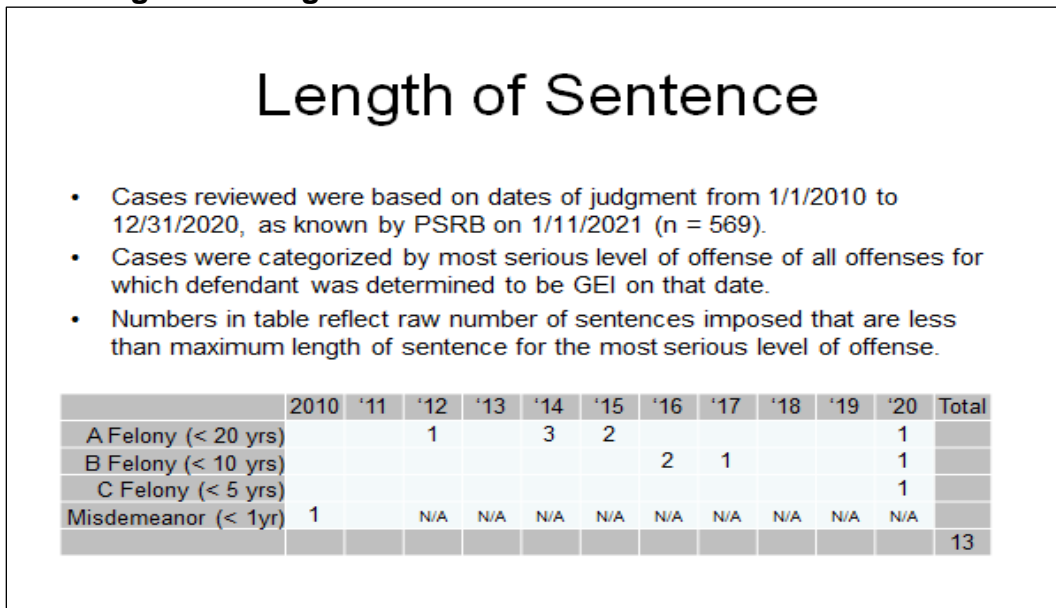 Length of Sentence
• Cases reviewed were based on dates of judgment from 1/1/2010 to
12/31/2020, as known by PSRB on 1/11/2021 (n = 569).
• Cases were categorized by most serious level of offense of all offenses for
which defendant was determined to be GEI on that date.
• Numbers in table reflect raw number of sentences imposed that are less
than maximum length of sentence for the most serious level of offense.
2010 ‘11 ‘12 ‘13 ‘14 ‘15 ‘16 ‘17 ‘18 ‘19 ‘20 Total
A Felony (< 20 yrs) 1 3 2 1
B Felony (< 10 yrs) 2 1 1
C Felony (< 5 yrs) 1
Misdemeanor (< 1yr) 1 N/A N/A N/A N/A N/A N/A N/A N/A N/A
13